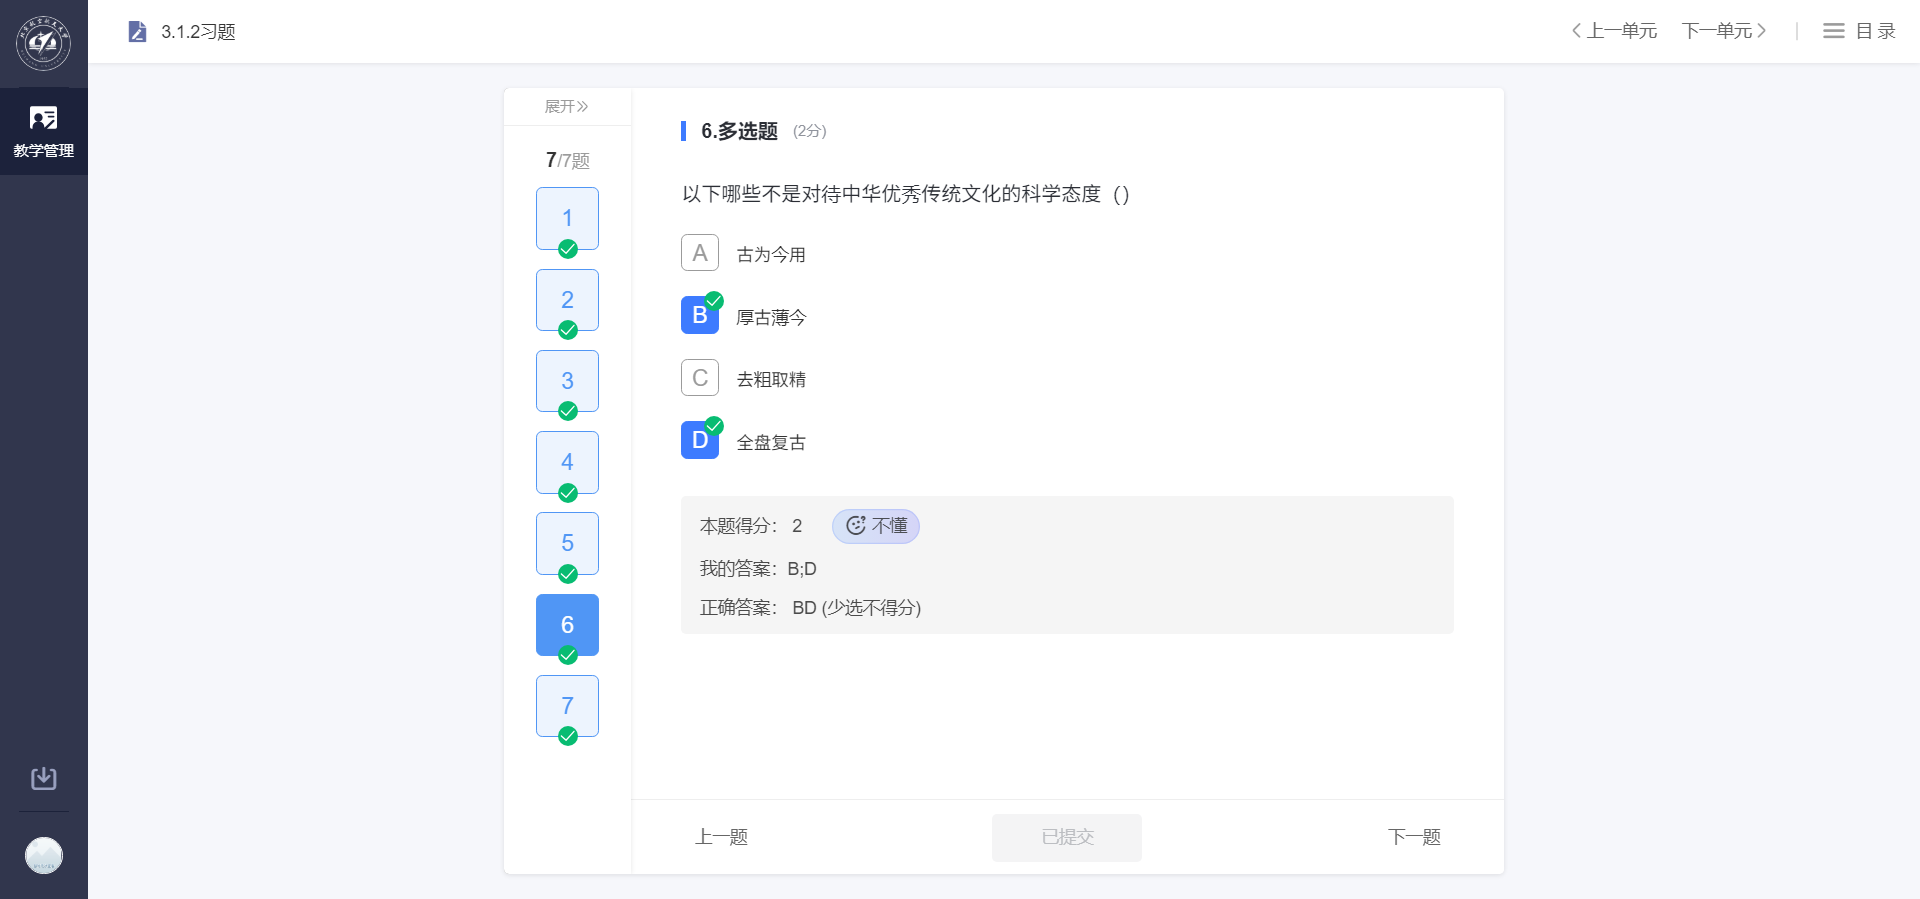 3.1.2习题
上一单元
下一单元
目录
教学管理
展开
7/7题
1
2
3
4
5
6
7
6.多选题 (2分)
以下哪些不是对待中华优秀传统文化的科学态度（）
A 古为今用
B 厚古薄今
C 去粗取精
D 全盘复古
本题得分： 2 不懂
我的答案：B;D
正确答案： BD (少选不得分)
上一题
已提交
下一题